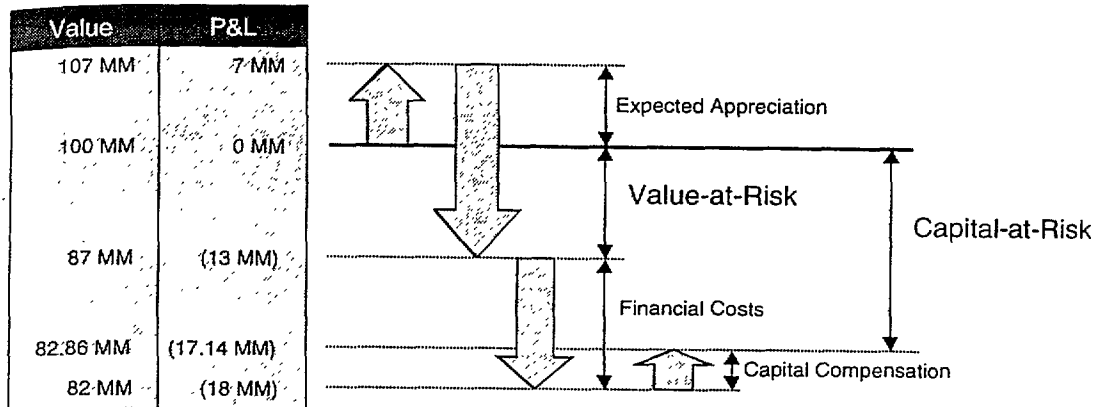 Value P&L
107 MM 7 MM
Expected Appreciation
100 MM 0 MM
Value-at-Risk
Capital-at-Risk
87 MM (13 MM)
Financial Costs
82.86 MM (17.14 MM)
Capital Compensation
82 MM (18 MM)